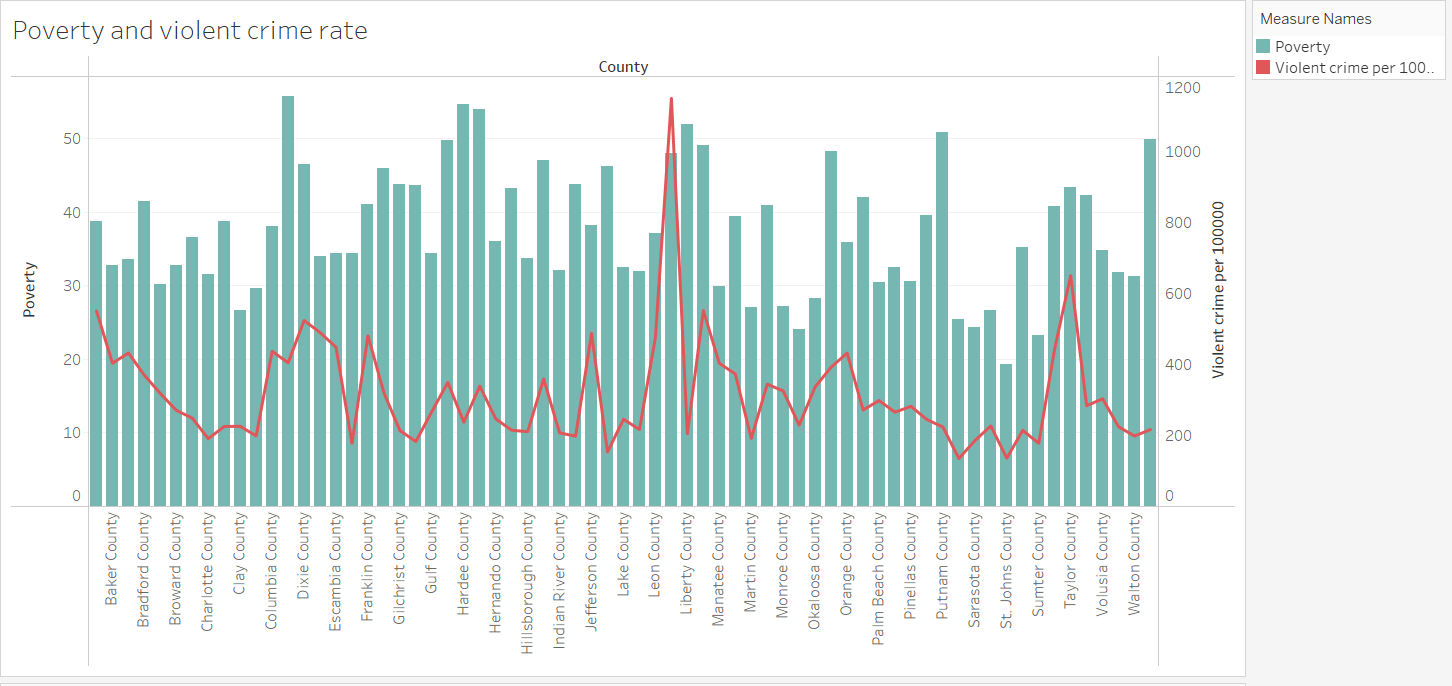 Poverty and violent crime rate
Measure Names
Poverty
Violent crime per 100..
County
Poverty
50
40
30
20
10
0
1200
1000
800
600
400
200
0
Violent crime per 100000
Baker County
Bradford County
Broward County
Charlotte County
Clay County
Columbia County
Dixie County
Escambia County
Franklin County
Gilchrist County
Gulf County
Hardee County
Hernando County
Hillsborough County
Indian River County
Jefferson County
Lake County
Leon County
Liberty County
Manatee County
Martin County
Monroe County
Okaloosa County
Orange County
Palm Beach County
Pinellas County
Putnam County
Sarasota County
St. Johns County
Sumter County
Taylor County
Volusia County
Walton County